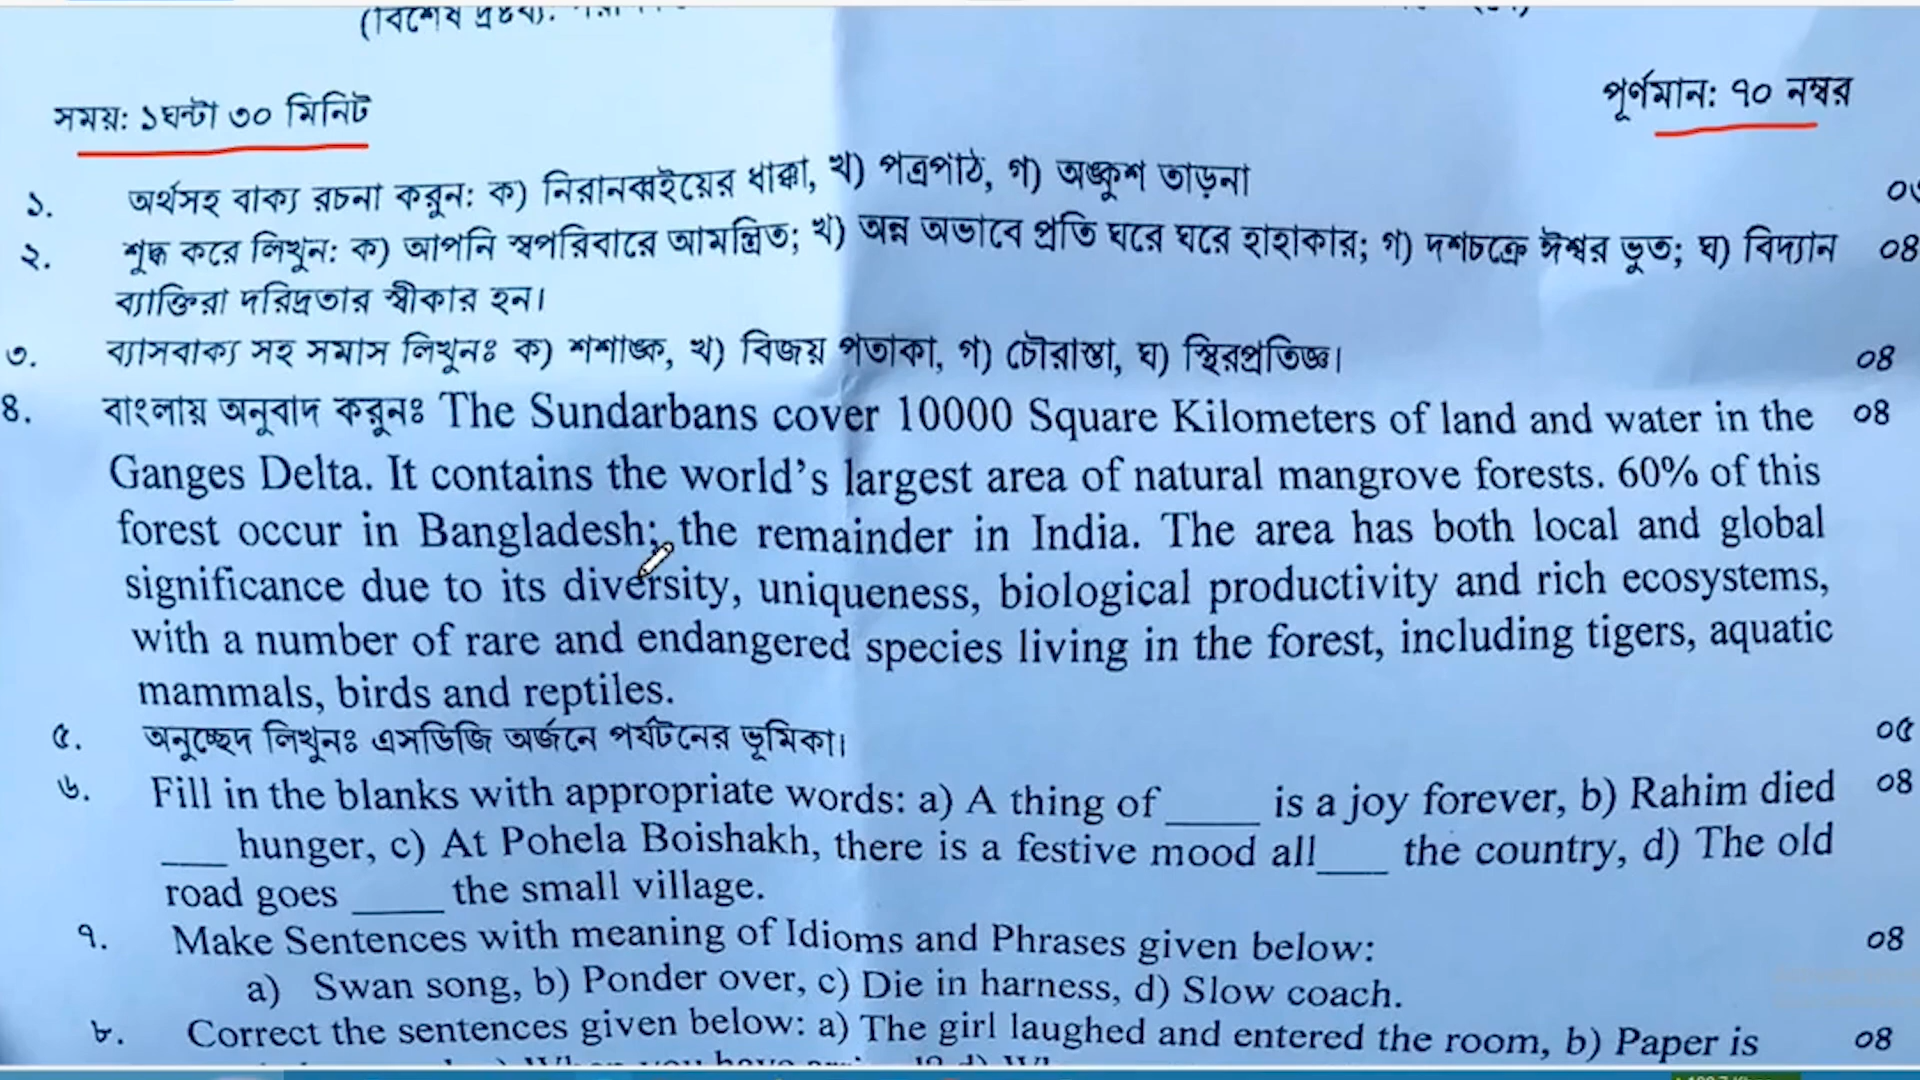 (বিশেষ দ্রষ্টব্য:
সময়: ১ঘন্টা ৩০ মিনিট
পূর্ণমান: ৭০ নম্বর
১. অর্থসহ বাক্য রচনা করুন: ক) নিরানব্বইয়ের ধাক্কা, খ) পত্রপাঠ, গ) অঙ্কুশ তাড়না
২. শুদ্ধ করে লিখুন: ক) আপনি স্বপরিবারে আমন্ত্রিত; খ) অন্ন অভাবে প্রতি ঘরে ঘরে হাহাকার; গ) দশচক্রে ঈশ্বর ভুত; ঘ) বিদ্যান ০৪
ব্যাক্তিরা দরিদ্রতার স্বীকার হন।
৩. ব্যাসবাক্য সহ সমাস লিখুনঃ ক) শশাঙ্ক, খ) বিজয় পতাকা, গ) চৌরাস্তা, ঘ) স্থিরপ্রতিজ্ঞ। ০৪
৪. বাংলায় অনুবাদ করুনঃ The Sundarbans cover 10000 Square Kilometers of land and water in the ০৪
Ganges Delta. It contains the world’s largest area of natural mangrove forests. 60% of this
forest occur in Bangladesh; the remainder in India. The area has both local and global
significance due to its diversity, uniqueness, biological productivity and rich ecosystems,
with a number of rare and endangered species living in the forest, including tigers, aquatic
mammals, birds and reptiles.
৫. অনুচ্ছেদ লিখুনঃ এসডিজি অর্জনে পর্যটনের ভূমিকা। ০৫
৬. Fill in the blanks with appropriate words: a) A thing of ____ is a joy forever, b) Rahim died ০৪
___ hunger, c) At Pohela Boishakh, there is a festive mood all___ the country, d) The old
road goes ____ the small village.
৭. Make Sentences with meaning of Idioms and Phrases given below: ০৪
a) Swan song, b) Ponder over, c) Die in harness, d) Slow coach.
৮. Correct the sentences given below: a) The girl laughed and entered the room, b) Paper is ০৪